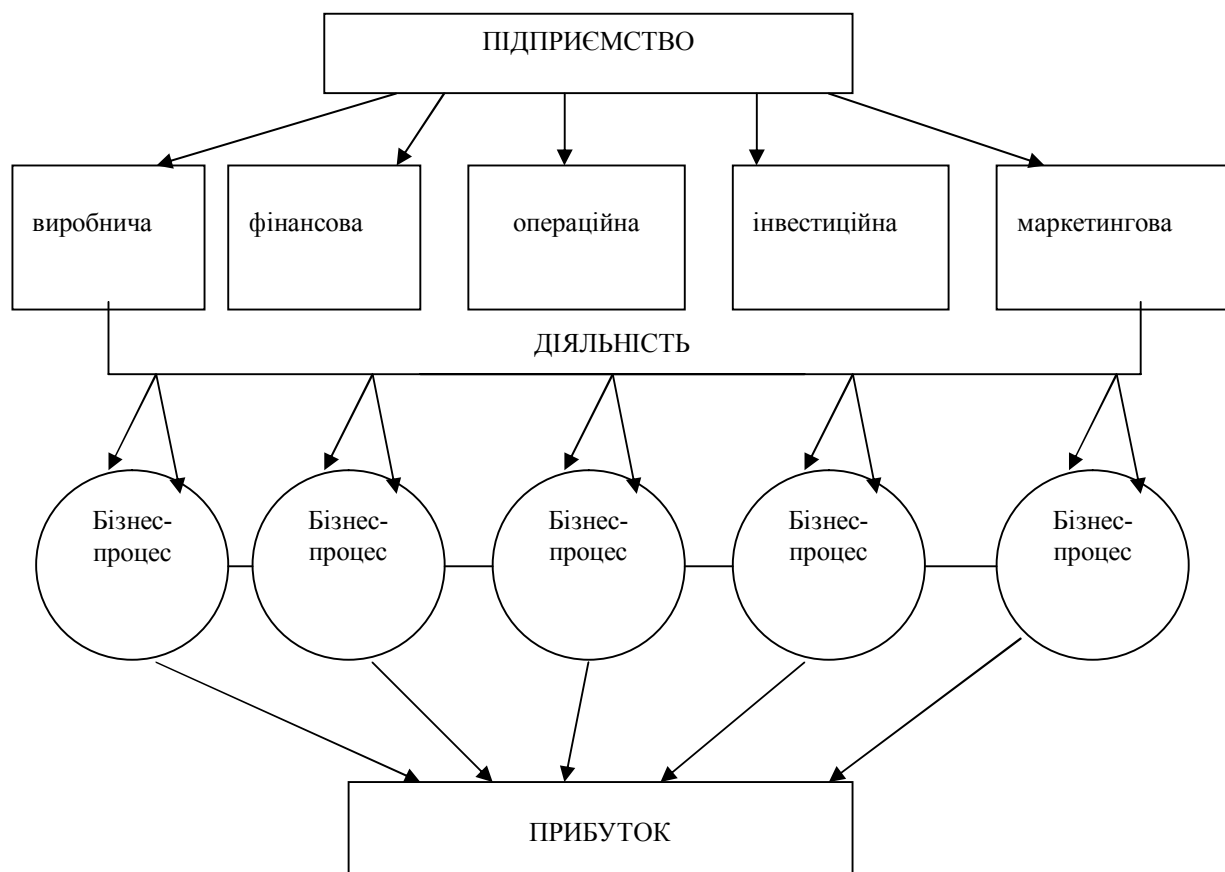 ПІДПРИЄМСТВО
виробнича
фінансова
операційна
інвестиційна
маркетингова
ДІЯЛЬНІСТЬ
Бізнес-
процес
Бізнес-
процес
Бізнес-
процес
Бізнес-
процес
Бізнес-
процес
ПРИБУТОК